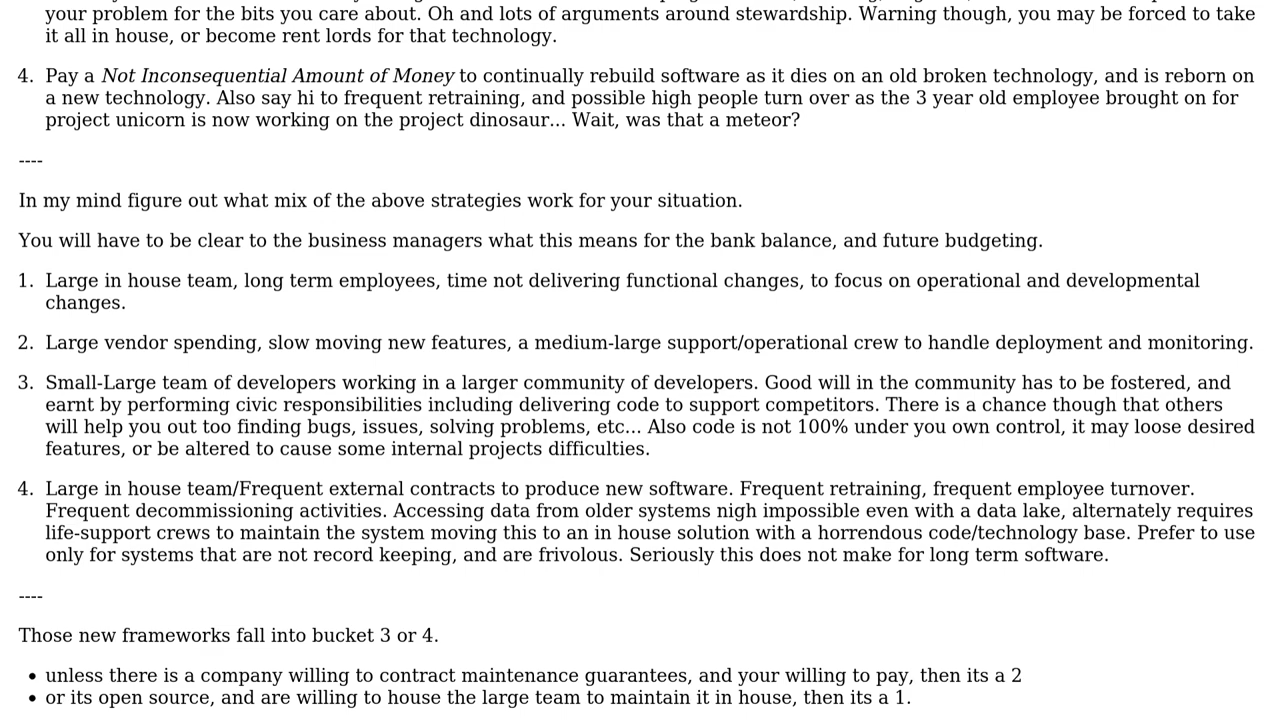 your problem for the bits you care about. Oh and lots of arguments around stewardship. Warning though, you may be forced to take
it all in house, or become rent lords for that technology.
4. Pay a Not Inconsequential Amount of Money to continually rebuild software as it dies on an old broken technology, and is reborn on
a new technology. Also say hi to frequent retraining, and possible high people turn over as the 3 year old employee brought on for
project unicorn is now working on the project dinosaur... Wait, was that a meteor?
----
In my mind figure out what mix of the above strategies work for your situation.
You will have to be clear to the business managers what this means for the bank balance, and future budgeting.
1. Large in house team, long term employees, time not delivering functional changes, to focus on operational and developmental
changes.
2. Large vendor spending, slow moving new features, a medium-large support/operational crew to handle deployment and monitoring.
3. Small-Large team of developers working in a larger community of developers. Good will in the community has to be fostered, and
earnt by performing civic responsibilities including delivering code to support competitors. There is a chance though that others
will help you out too finding bugs, issues, solving problems, etc... Also code is not 100% under you own control, it may loose desired
features, or be altered to cause some internal projects difficulties.
4. Large in house team/Frequent external contracts to produce new software. Frequent retraining, frequent employee turnover.
Frequent decommissioning activities. Accessing data from older systems nigh impossible even with a data lake, alternately requires
life-support crews to maintain the system moving this to an in house solution with a horrendous code/technology base. Prefer to use
only for systems that are not record keeping, and are frivolous. Seriously this does not make for long term software.
----
Those new frameworks fall into bucket 3 or 4.
• unless there is a company willing to contract maintenance guarantees, and your willing to pay, then its a 2
• or its open source, and are willing to house the large team to maintain it in house, then its a 1.